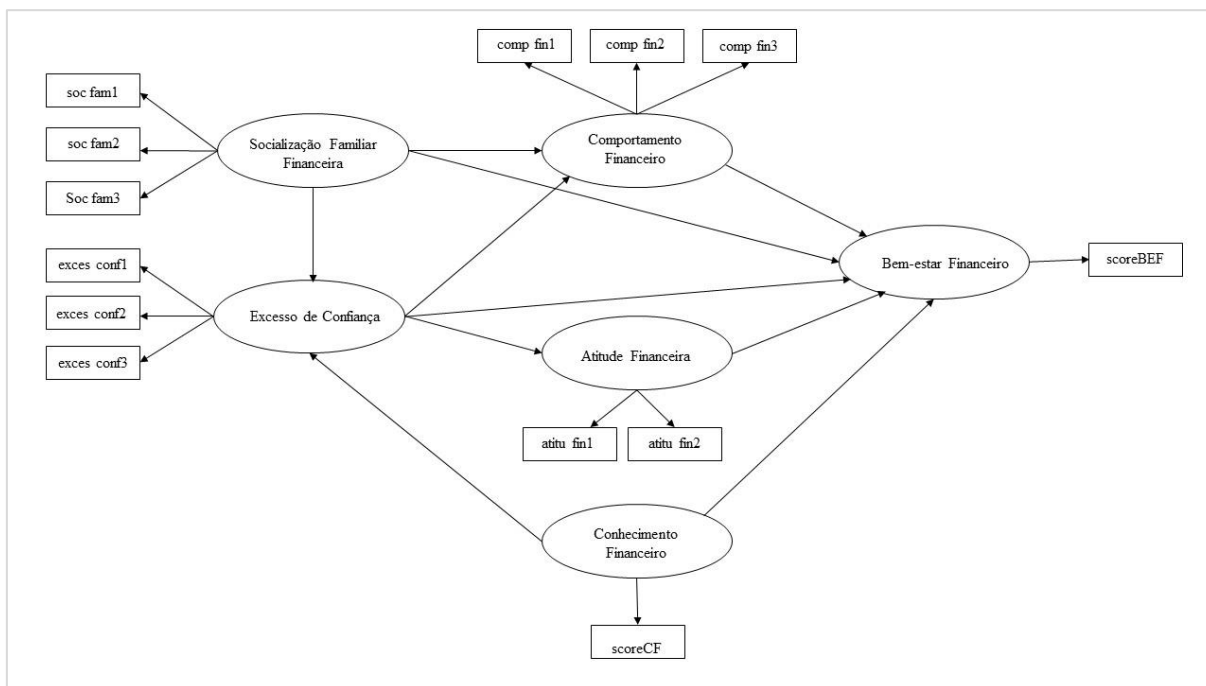 comp fin1
comp fin2
comp fin3
soc fam1
soc fam2
Soc fam3
Socialização Familiar
Financeira
Comportamento
Financeiro
exces conf1
exces conf2
exces conf3
Excesso de Confiança
Bem-estar Financeiro
scoreBEF
Atitude Financeira
atitu fin1
atitu fin2
Conhecimento
Financeiro
scoreCF